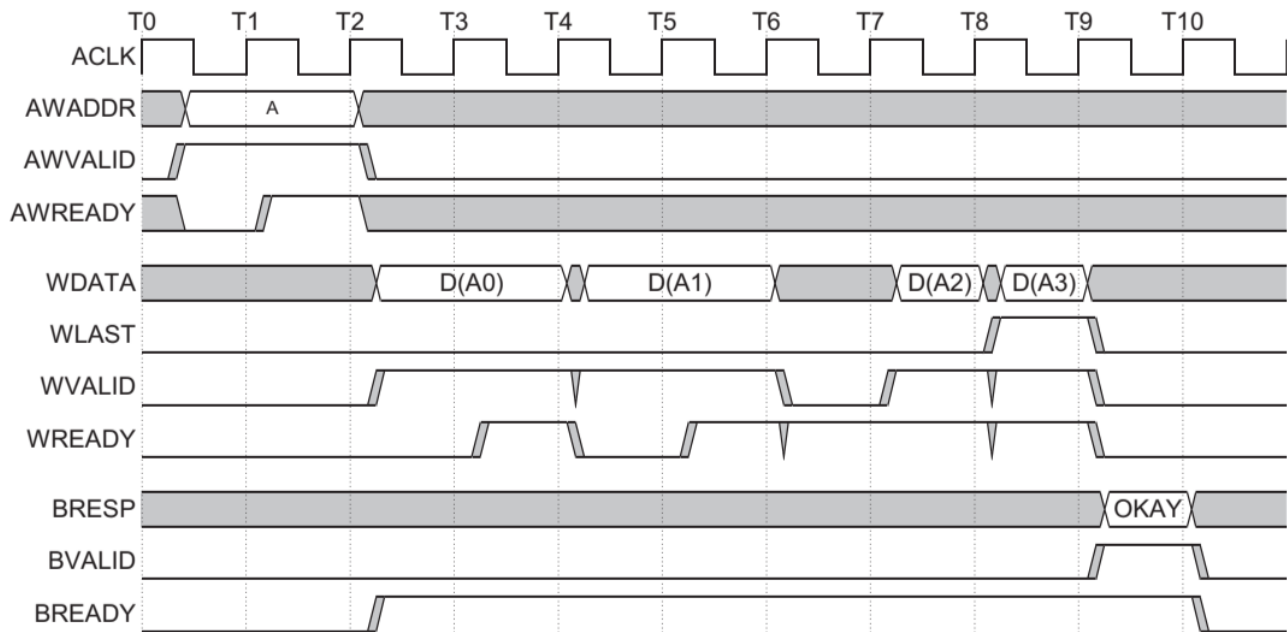 T0 T1 T2 T3 T4 T5 T6 T7 T8 T9 T10
ACLK
AWADDR A
AWVALID
AWREADY
WDATA D(A0) D(A1) D(A2) D(A3)
WLAST
WVALID
WREADY
BRESP OKAY
BVALID
BREADY